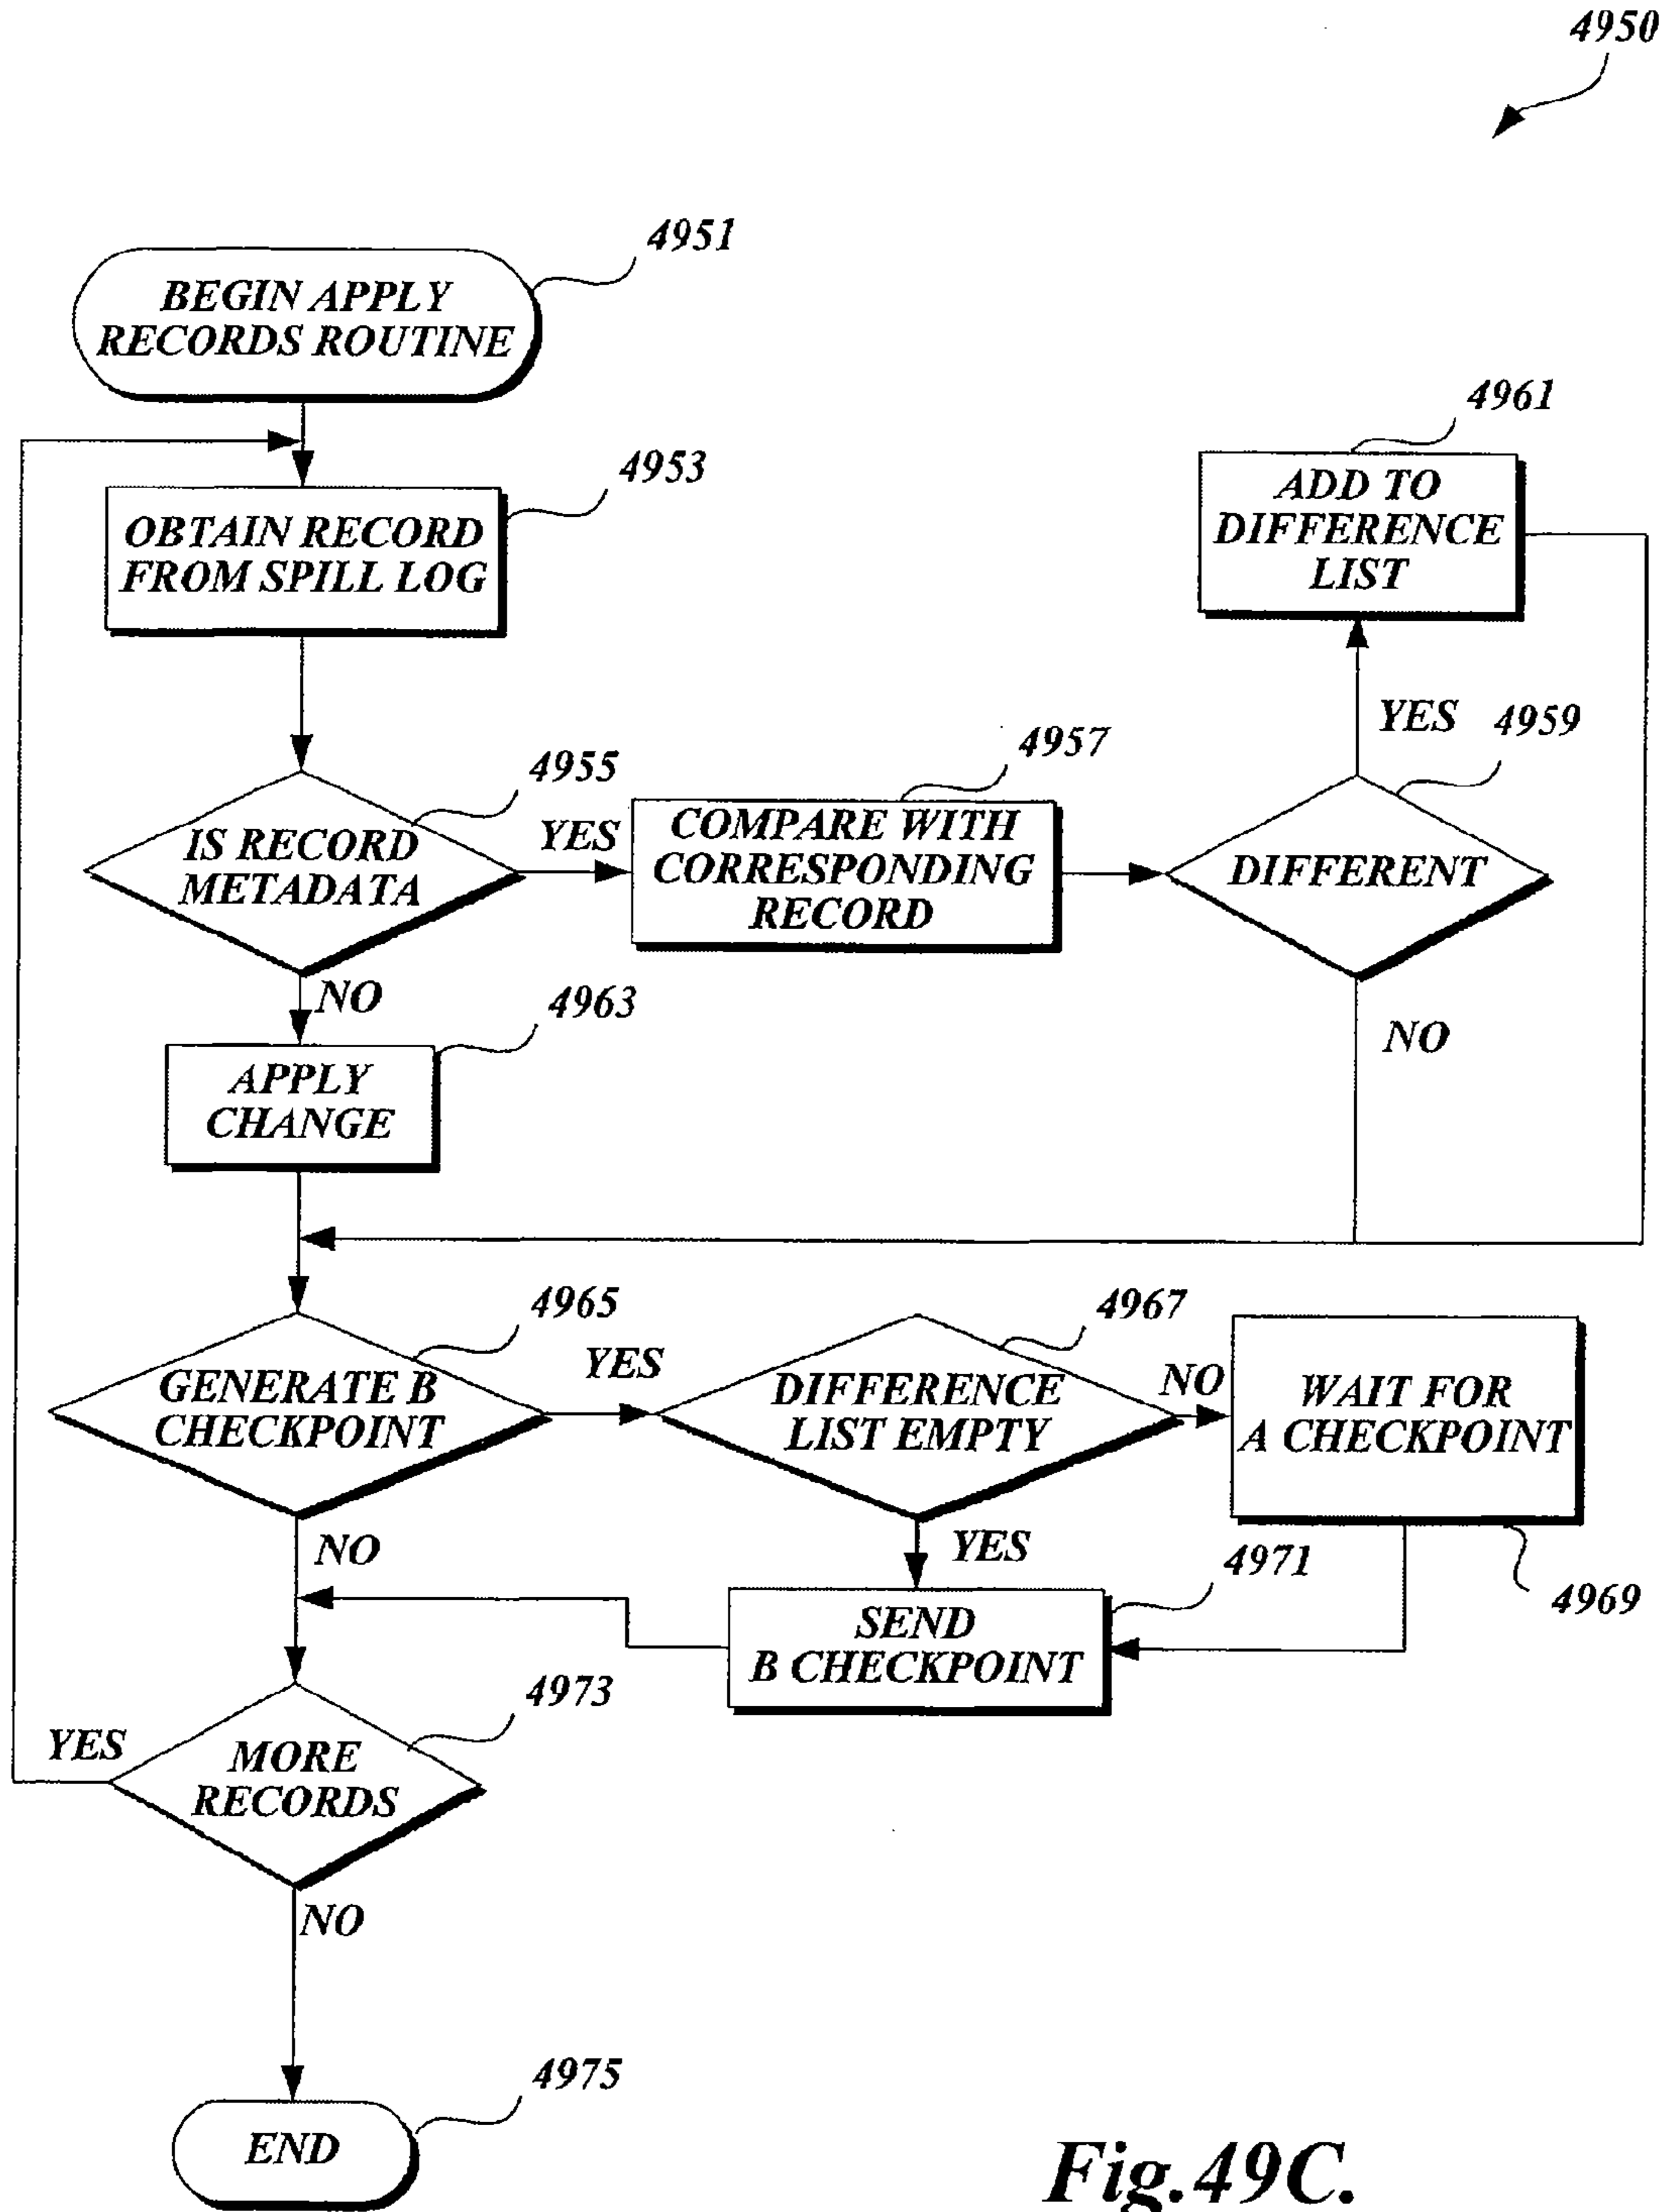 4950
4951
BEGIN APPLY
RECORDS ROUTINE
4953
OBTAIN RECORD
FROM SPILL LOG
4961
ADD TO
DIFFERENCE
LIST
YES
4959
4955
IS RECORD
METADATA
YES
4957
COMPARE WITH
CORRESPONDING
RECORD
DIFFERENT
NO
NO
4963
APPLY
CHANGE
4965
GENERATE B
CHECKPOINT
YES
4967
DIFFERENCE
LIST EMPTY
NO
WAIT FOR
A CHECKPOINT
4969
YES
4971
SEND
B CHECKPOINT
NO
4973
MORE
RECORDS
YES
NO
4975
END
Fig.49C.